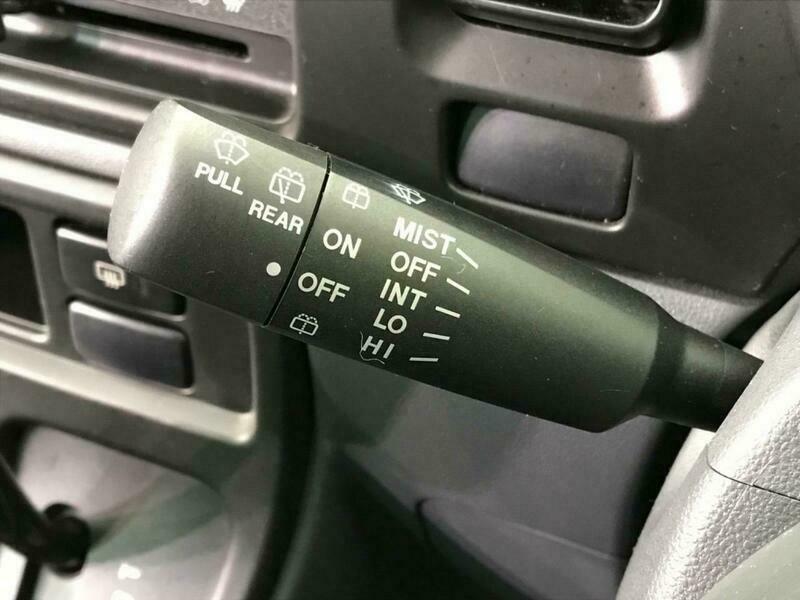 PULL
REAR
ON
OFF
MIST
OFF
INT
LO
HI